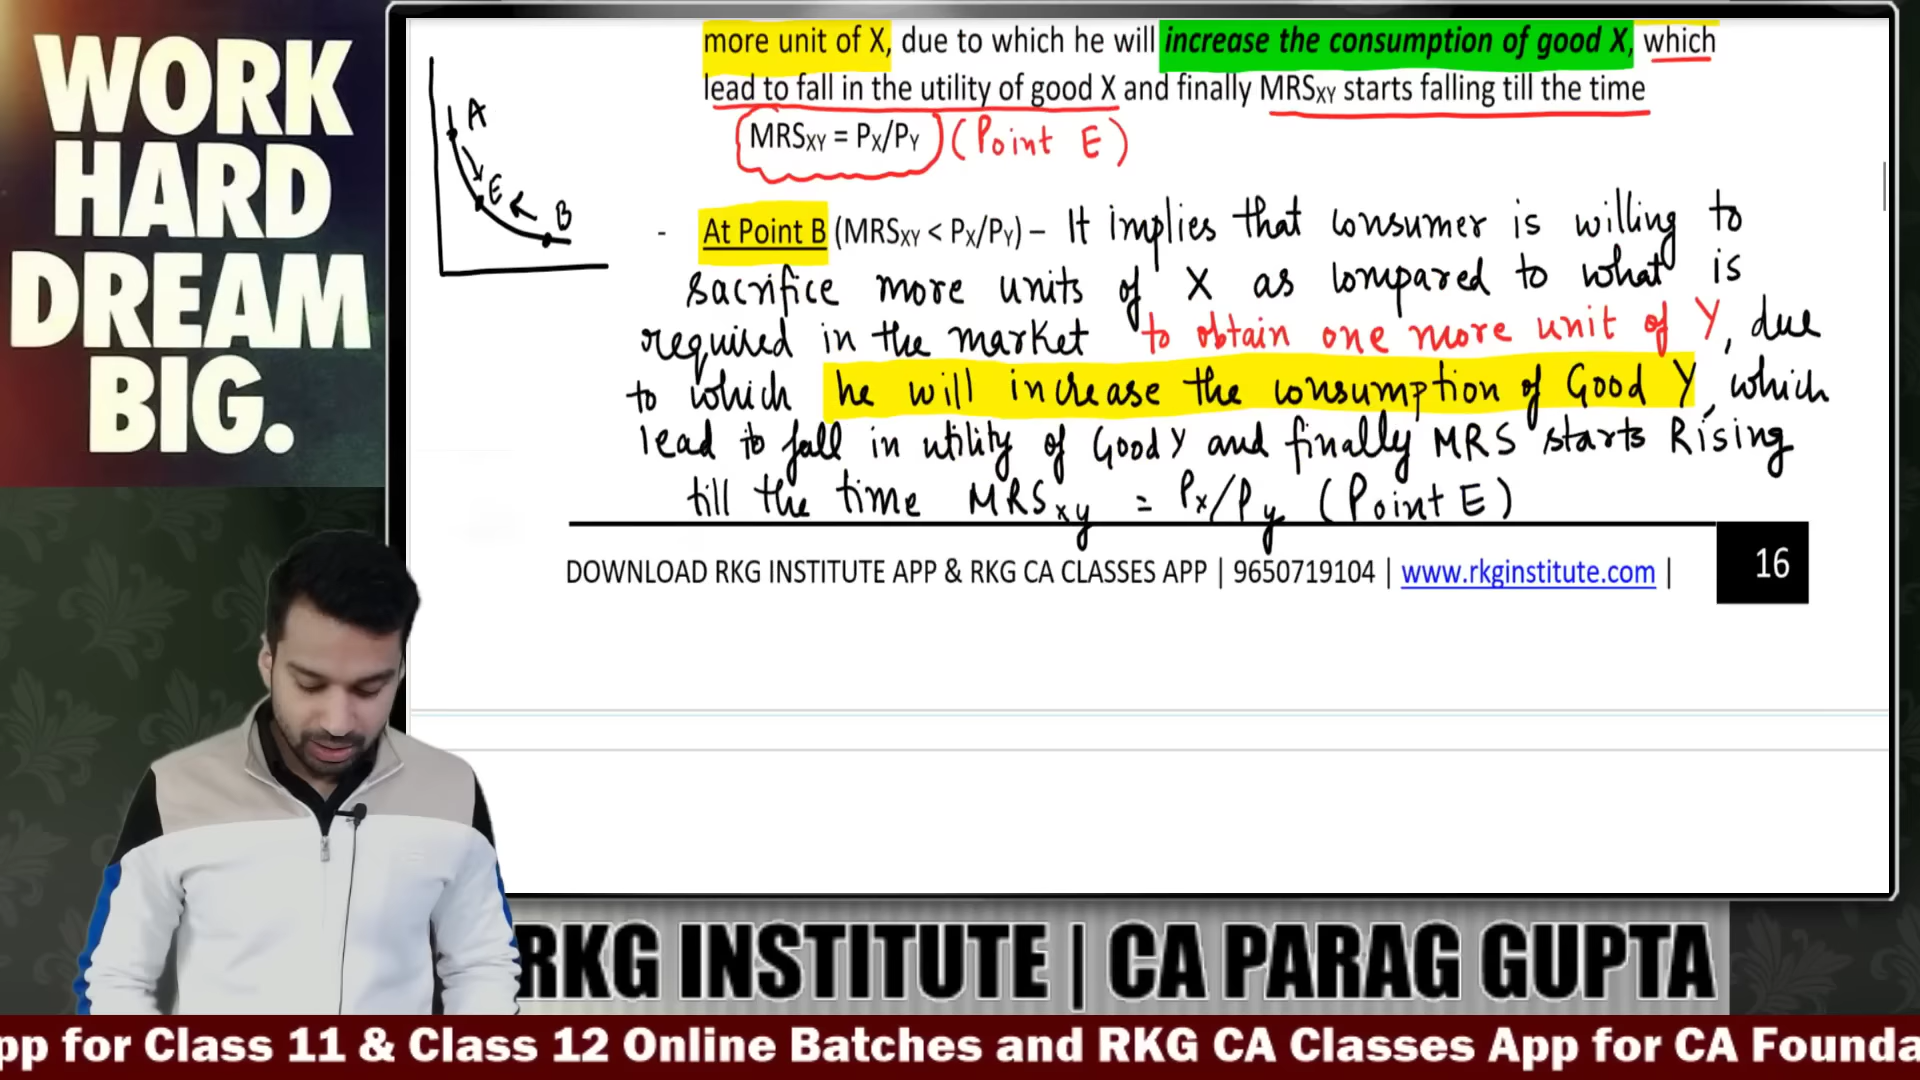 WORK
HARD
DREAM
BIG.
A
E
B
more unit of X, due to which he will increase the consumption of good X, which
lead to fall in the utility of good X and finally MRSXY starts falling till the time
MRSXY = PX/PY (Point E)
- At Point B (MRSXY < PX/PY) – It implies that consumer is willing to
sacrifice more units of X as compared to what is
required in the market to obtain one more unit of Y, due
to which he will increase the consumption of Good Y, which
lead to fall in utility of Good Y and finally MRS starts Rising
till the time MRSxy = Px/Py (Point E)
DOWNLOAD RKG INSTITUTE APP & RKG CA CLASSES APP | 9650719104 | www.rkginstitute.com |
16
RKG INSTITUTE | CA PARAG GUPTA
pp for Class 11 & Class 12 Online Batches and RKG CA Classes App for CA Founda